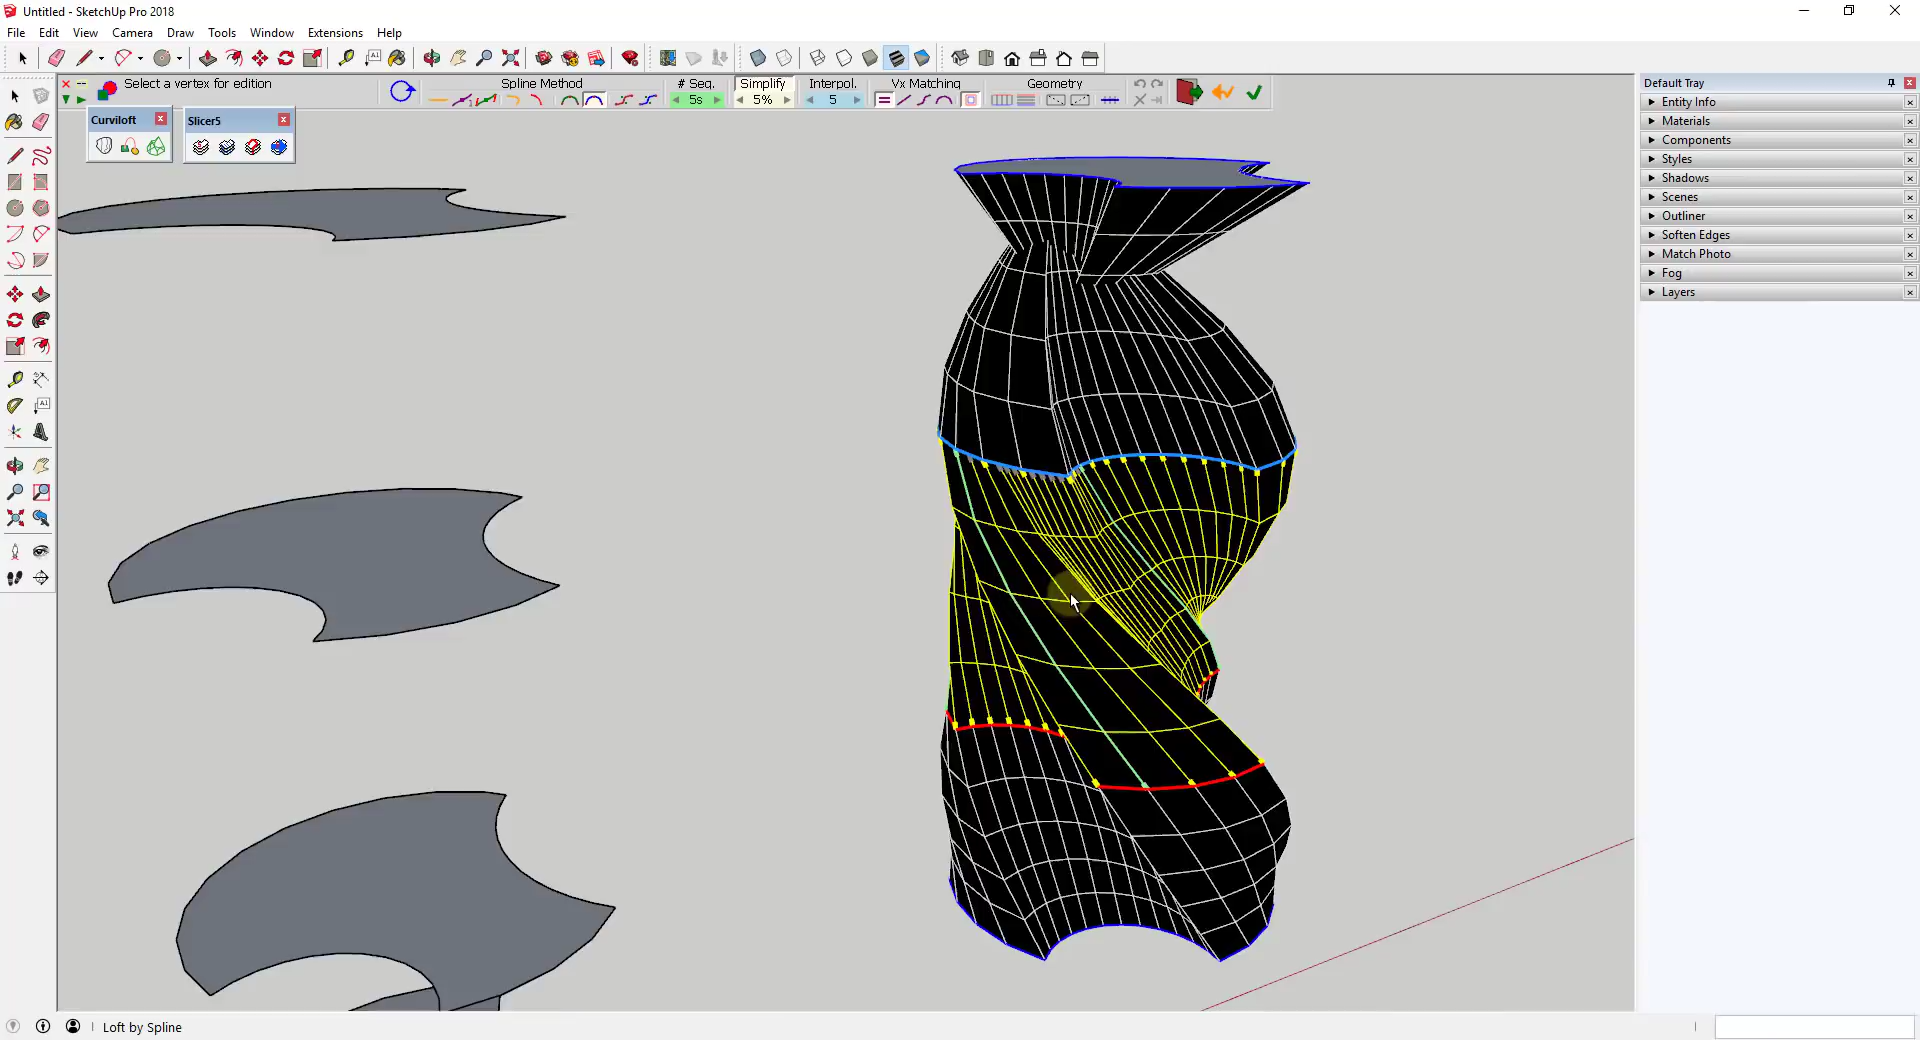 Untitled - SketchUp Pro 2018
File Edit View Camera Draw Tools Window Extensions Help
Select a vertex for edition
Spline Method
# Seq.
5s
Simplify
5%
Interpol.
5
Vx Matching
Geometry
Curviloft
Slicer5
Default Tray
Entity Info
Materials
Components
Styles
Shadows
Scenes
Outliner
Soften Edges
Match Photo
Fog
Layers
Loft by Spline